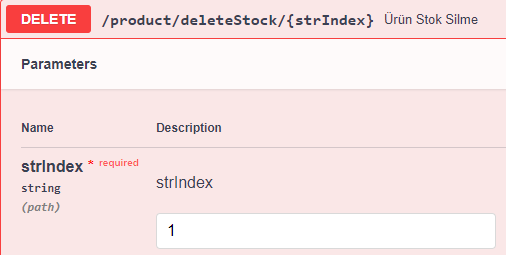 DELETE /product/deleteStock/{strIndex} Ürün Stok Silme
Parameters
Name Description
strIndex * required
string
(path)
strIndex
1